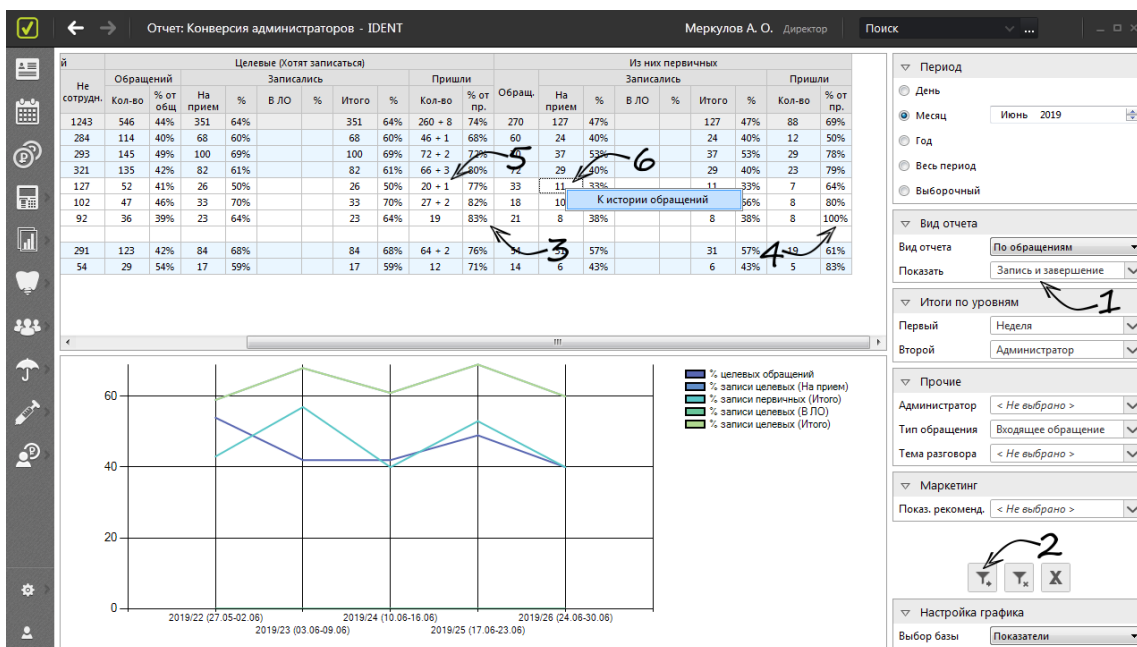 Отчет: Конверсия администраторов - IDENT Меркулов А. О. Директор Поиск ...
й Целевые (Хотят записаться) Из них первичных
Не сотрудн. Обращений Записались Пришли Обращ. Записались Пришли
Кол-во % от общ На прием % В ЛО % Итого % Кол-во % от пр. На прием % В ЛО % Итого % Кол-во % от пр.
1243 546 44% 351 64% 351 64% 260 + 8 74% 270 127 47% 127 47% 88 69%
284 114 40% 68 60% 68 60% 46 + 1 68% 60 24 40% 24 40% 12 50%
293 145 49% 100 69% 100 69% 72 + 2 37 53% 37 53% 29 78%
321 135 42% 82 61% 82 61% 66 + 3 80% 72 29 40% 29 40% 23 79%
127 52 41% 26 50% 26 50% 20 + 1 77% 33 11 33% 11 33% 7 64%
102 47 46% 33 70% 33 70% 27 + 2 82% 18 10 56% 8 80%
92 36 39% 23 64% 23 64% 19 83% 21 8 38% 8 38% 8 100%
291 123 42% 84 68% 84 68% 64 + 2 76% 54 31 57% 31 57% 19 61%
54 29 54% 17 59% 17 59% 12 71% 14 6 43% 6 43% 5 83%
К истории обращений
5
6
3
4
1
2
60
40
20
0
2019/22 (27.05-02.06)
2019/23 (03.06-09.06)
2019/24 (10.06-16.06)
2019/25 (17.06-23.06)
2019/26 (24.06-30.06)
% целевых обращений
% записи целевых (На прием)
% записи первичных (Итого)
% записи целевых (В ЛО)
% записи целевых (Итого)
Период
День
Месяц Июнь 2019
Год
Весь период
Выборочный
Вид отчета
Вид отчета По обращениям
Показать Запись и завершение
Итоги по уровням
Первый Неделя
Второй Администратор
Прочие
Администратор < Не выбрано >
Тип обращения Входящее обращение
Тема разговора < Не выбрано >
Маркетинг
Показ. рекоменд. < Не выбрано >
X
Настройка графика
Выбор базы Показатели